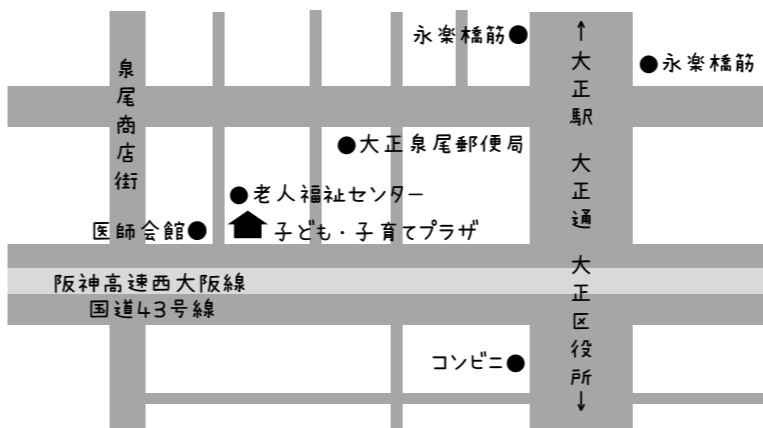 永楽橋筋●
↑大正駅 大正通 大正区役所↓
●永楽橋筋
泉尾商店街
●大正泉尾郵便局
●老人福祉センター
医師会館●
子ども・子育てプラザ
阪神高速西大阪線
国道43号線
コンビニ●